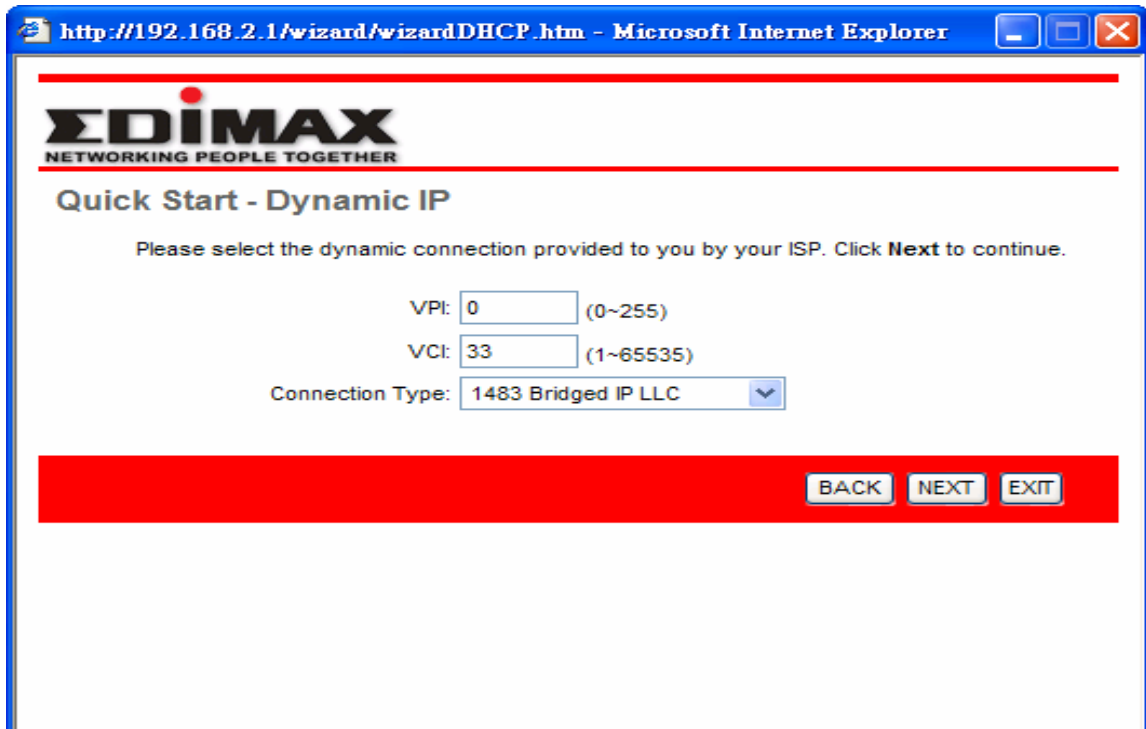 http://192.168.2.1/wizard/wizardDHCP.htm - Microsoft Internet Explorer
EDIMAX
NETWORKING PEOPLE TOGETHER
Quick Start - Dynamic IP
Please select the dynamic connection provided to you by your ISP. Click Next to continue.
VPI: 0 (0~255)
VCI: 33 (1~65535)
Connection Type: 1483 Bridged IP LLC
BACK NEXT EXIT